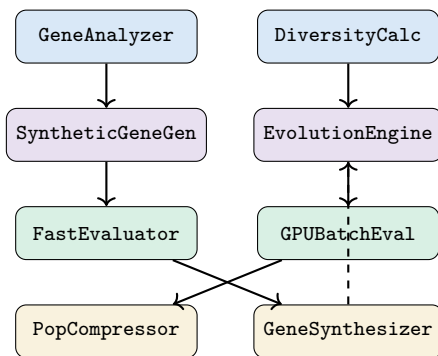 GeneAnalyzer
DiversityCalc
SyntheticGeneGen
EvolutionEngine
FastEvaluator
GPUBatchEval
PopCompressor
GeneSynthesizer